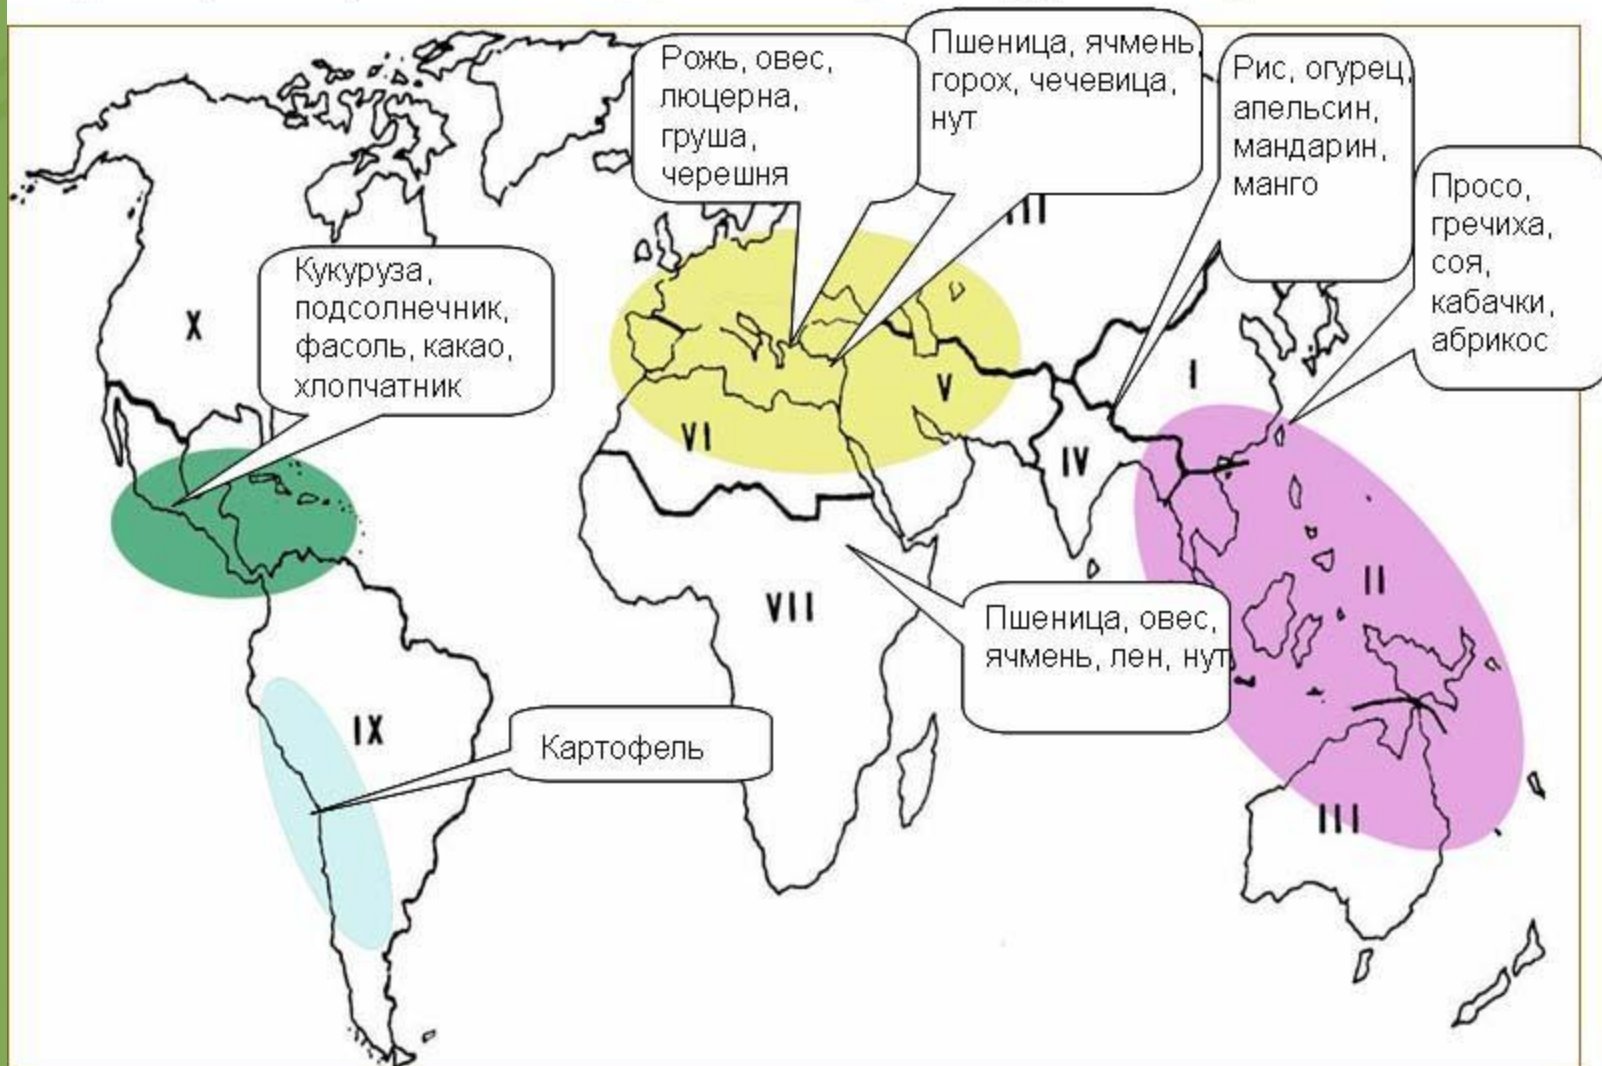 Рожь, овес,
люцерна,
груша,
черешня
Пшеница, ячмень,
горох, чечевица,
нут
Рис, огурец,
апельсин,
мандарин,
манго
Просо,
гречиха,
соя,
кабачки,
абрикос
Кукуруза,
подсолнечник,
фасоль, какао,
хлопчатник
X
V
I
VI
IV
II
VII
Пшеница, овес,
ячмень, лен, нут
IX
Картофель
III